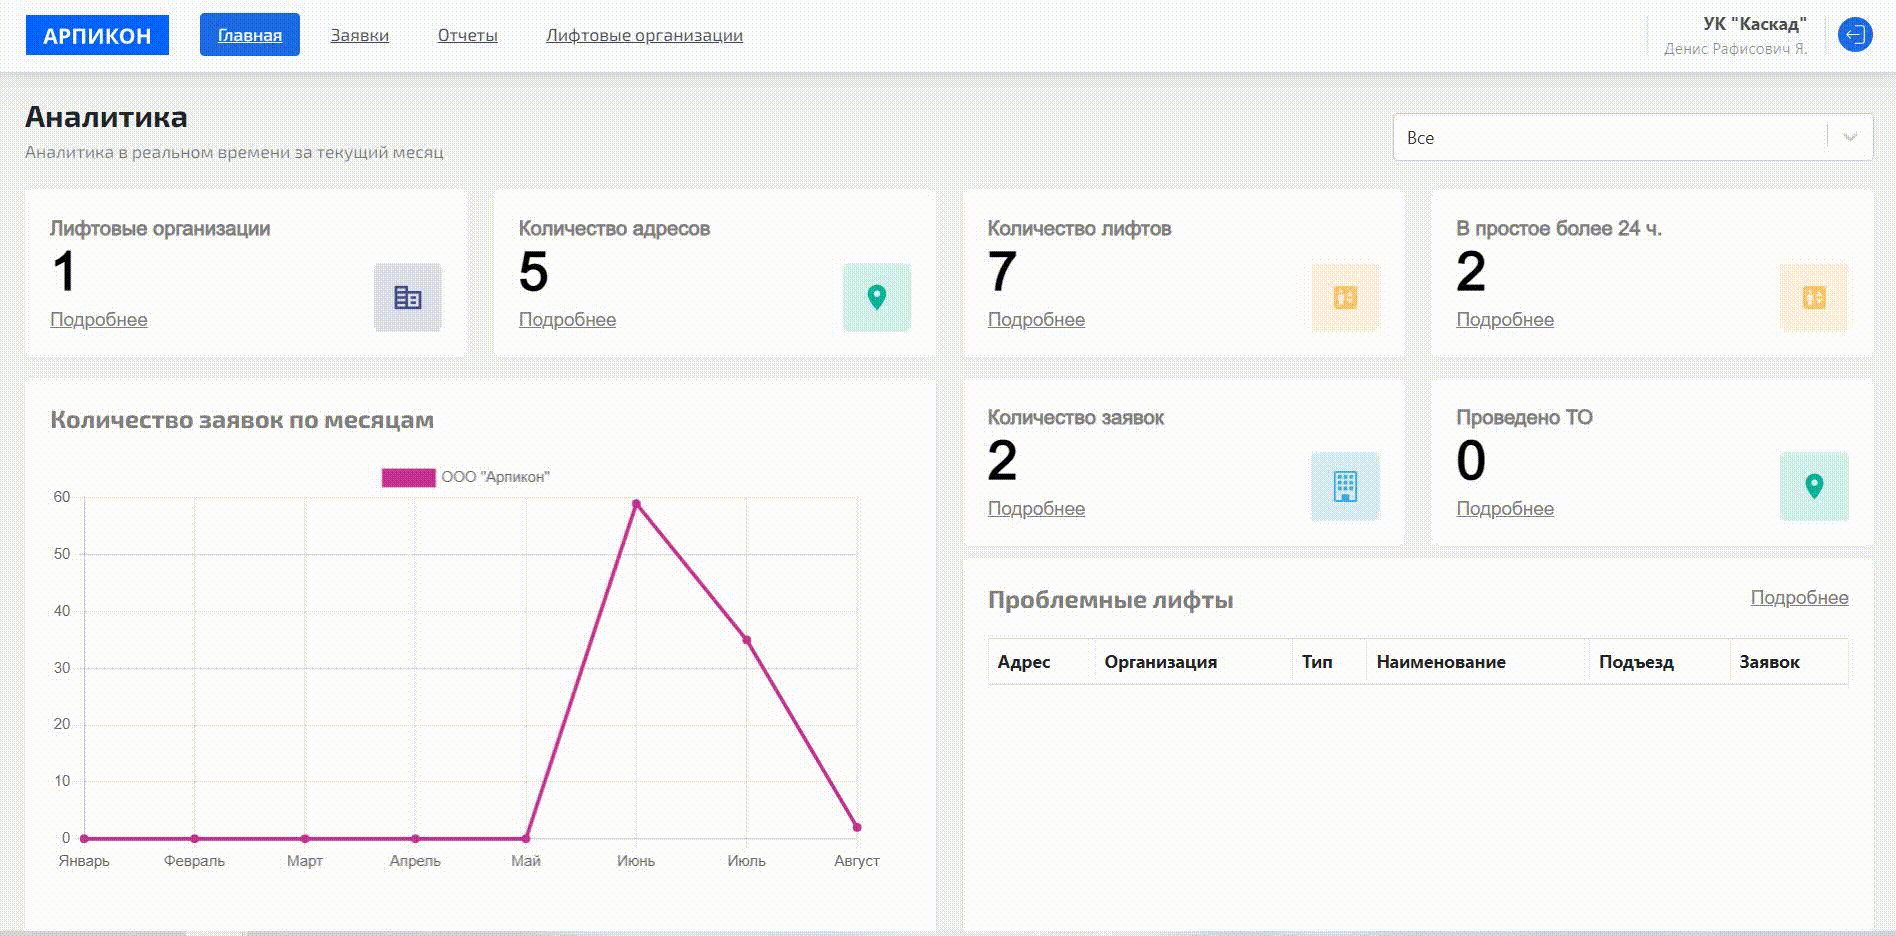 АРПИКОН
Главная
Заявки
Отчеты
Лифтовые организации
УК "Каскад"
Денис Рафисович Я.
Аналитика
Аналитика в реальном времени за текущий месяц
Все
Лифтовые организации
1
Подробнее
Количество адресов
5
Подробнее
Количество лифтов
7
Подробнее
В простое более 24 ч.
2
Подробнее
Количество заявок по месяцам
ООО "Арпикон"
60
50
40
30
20
10
0
Январь Февраль Март Апрель Май Июнь Июль Август
Количество заявок
2
Подробнее
Проведено ТО
0
Подробнее
Проблемные лифты
Подробнее
Адрес Организация Тип Наименование Подъезд Заявок